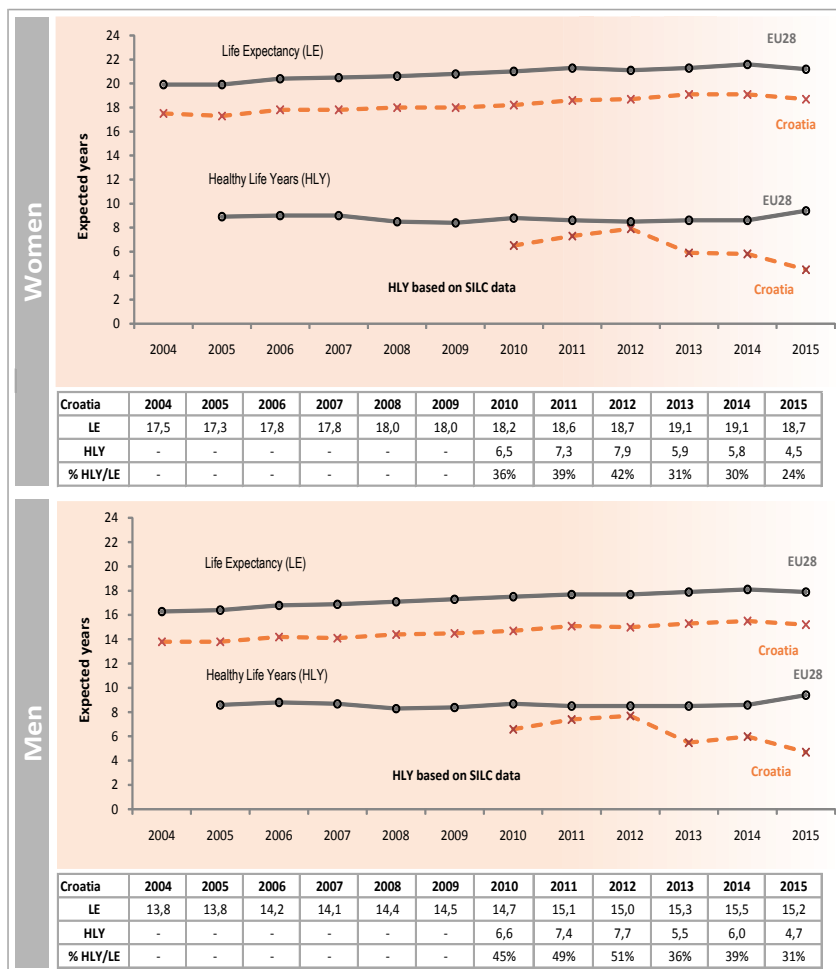 Women
24
22
20
18
16
14
12
10
8
6
4
2
0
Expected years
Life Expectancy (LE)
EU28
Croatia
Healthy Life Years (HLY)
EU28
Croatia
HLY based on SILC data
2004 2005 2006 2007 2008 2009 2010 2011 2012 2013 2014 2015
Croatia 2004 2005 2006 2007 2008 2009 2010 2011 2012 2013 2014 2015
LE 17,5 17,3 17,8 17,8 18,0 18,0 18,2 18,6 18,7 19,1 19,1 18,7
HLY - - - - - - 6,5 7,3 7,9 5,9 5,8 4,5
% HLY/LE - - - - - - 36% 39% 42% 31% 30% 24%
Men
24
22
20
18
16
14
12
10
8
6
4
2
0
Expected years
Life Expectancy (LE)
EU28
Croatia
Healthy Life Years (HLY)
EU28
Croatia
HLY based on SILC data
2004 2005 2006 2007 2008 2009 2010 2011 2012 2013 2014 2015
Croatia 2004 2005 2006 2007 2008 2009 2010 2011 2012 2013 2014 2015
LE 13,8 13,8 14,2 14,1 14,4 14,5 14,7 15,1 15,0 15,3 15,5 15,2
HLY - - - - - - 6,6 7,4 7,7 5,5 6,0 4,7
% HLY/LE - - - - - - 45% 49% 51% 36% 39% 31%